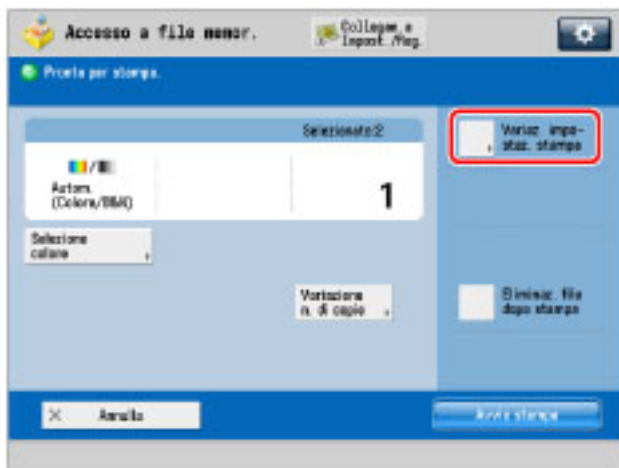 Accesso a file memor.
Collegam. a
Impost./Reg.
Pronta per stampa.
Selezionato:2
Autom.
(Colore/B&N)
1
Selezione
colore
Variazione
n. di copie
Variaz. impo-
staz. stampa
Eliminaz. file
dopo stampa
Annulla
Avvio stampa